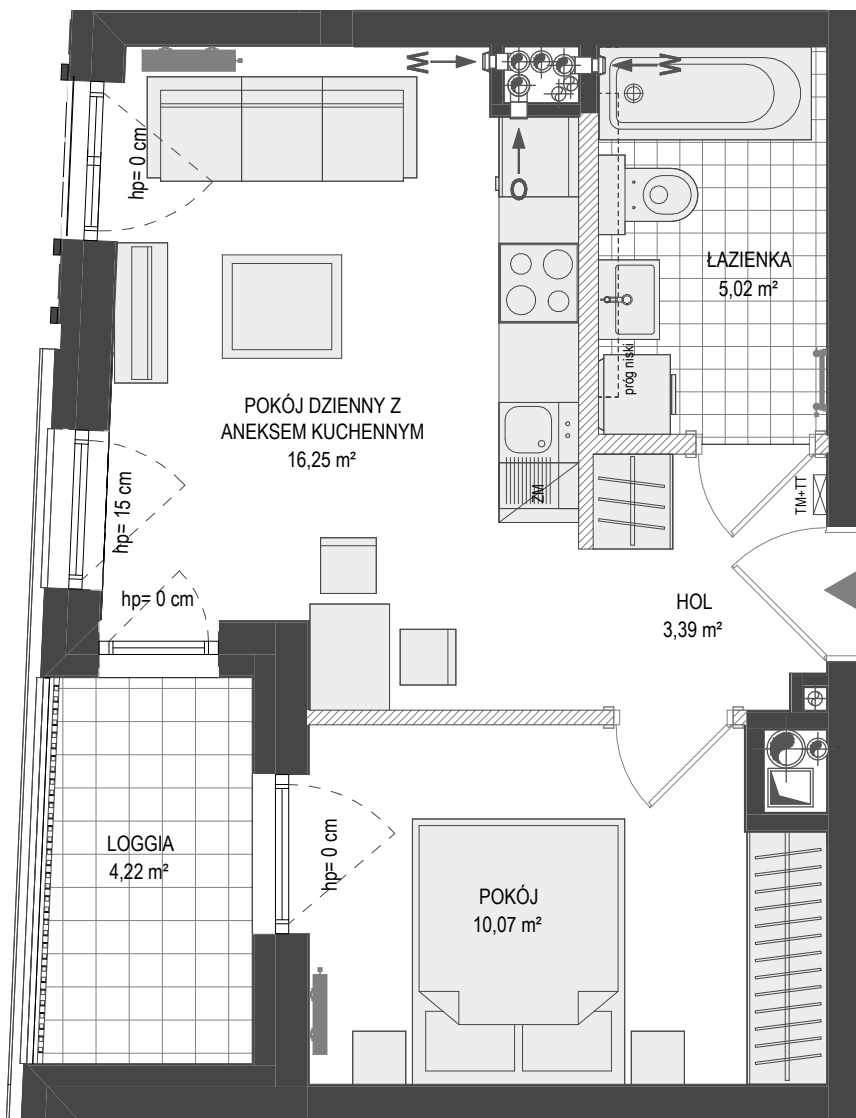 W
W
hp= 0 cm
O
ŁAZIENKA
5,02 m²
próg niski
POKÓJ DZIENNY Z
ANEKSEM KUCHENNYM
16,25 m²
ZM
TM+TT
hp= 15 cm
hp= 0 cm
HOL
3,39 m²
LOGGIA
4,22 m²
hp= 0 cm
POKÓJ
10,07 m²